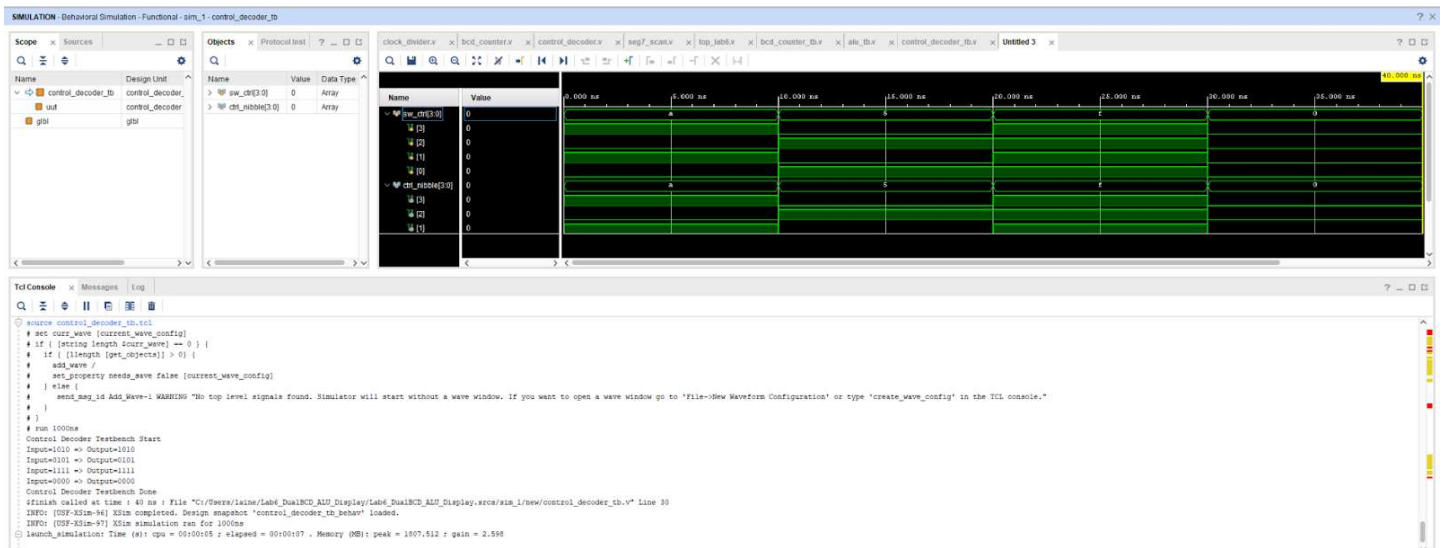 SIMULATION - Behavioral Simulation - Functional - sim_1 - control_decoder_tb
Scope Sources
Name Design Unit
control_decoder_tb control_decoder_
uut control_decoder
glbl glbl
Objects Protocol Inst
Name Value Data Type
sw_ctrl[3:0] 0 Array
ctrl_nibble[3:0] 0 Array
clock_divider.v bcd_counter.v control_decoder.v seg7_scan.v top_lab6.v bcd_counter_tb.v alu_tb.v control_decoder_tb.v Untitled 3
40.000 ns
Name Value 0.000 ns 5.000 ns 10.000 ns 15.000 ns 20.000 ns 25.000 ns 30.000 ns 35.000 ns
sw_ctrl[3:0] 0 a 5 f 0
[3] 0
[2] 0
[1] 0
[0] 0
ctrl_nibble[3:0] 0 a 5 f 0
[3] 0
[2] 0
[1] 0
Tcl Console Messages Log
source control_decoder_tb.tcl
# set curr_wave [current_wave_config]
# if { [string length $curr_wave] == 0 } {
#   if { [llength [get_objects]] > 0} {
#     add_wave /
#     set_property needs_save false [current_wave_config]
#   } else {
#      send_msg_id Add_Wave-1 WARNING "No top level signals found. Simulator will start without a wave window. If you want to open a wave window go to 'File->New Waveform Configuration' or type 'create_wave_config' in the TCL console."
#   }
# }
# run 1000ns
Control Decoder Testbench Start
Input=1010 => Output=1010
Input=0101 => Output=0101
Input=1111 => Output=1111
Input=0000 => Output=0000
Control Decoder Testbench Done
$finish called at time : 40 ns : File "C:/Users/laine/Lab6_DualBCD_ALU_Display/Lab6_DualBCD_ALU_Display.srcs/sim_1/new/control_decoder_tb.v" Line 30
INFO: [USF-XSim-96] XSim completed. Design snapshot 'control_decoder_tb_behav' loaded.
INFO: [USF-XSim-97] XSim simulation ran for 1000ns
launch_simulation: Time (s): cpu = 00:00:05 ; elapsed = 00:00:07 . Memory (MB): peak = 1807.512 ; gain = 2.598